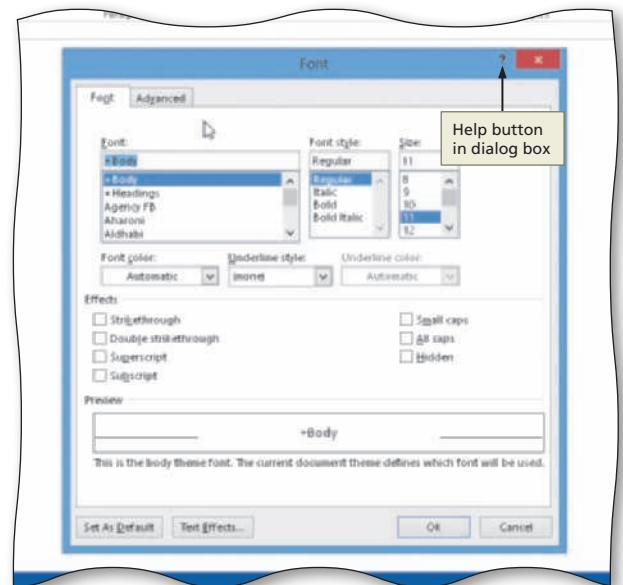 Font ?
Font Advanced
Help button
in dialog box
Font: Font style: Size:
+Body Regular 11
+Body Regular 8
+Headings Italic 9
Agency FB Bold 10
Aharoni Bold Italic 11
Aldhabi 12
Font color: Underline style: Underline color:
Automatic (none) Automatic
Effects
Strikethrough Small caps
Double strikethrough All caps
Superscript Hidden
Subscript
Preview
+Body
This is the body theme font. The current document theme defines which font will be used.
Set As Default Text Effects... OK Cancel